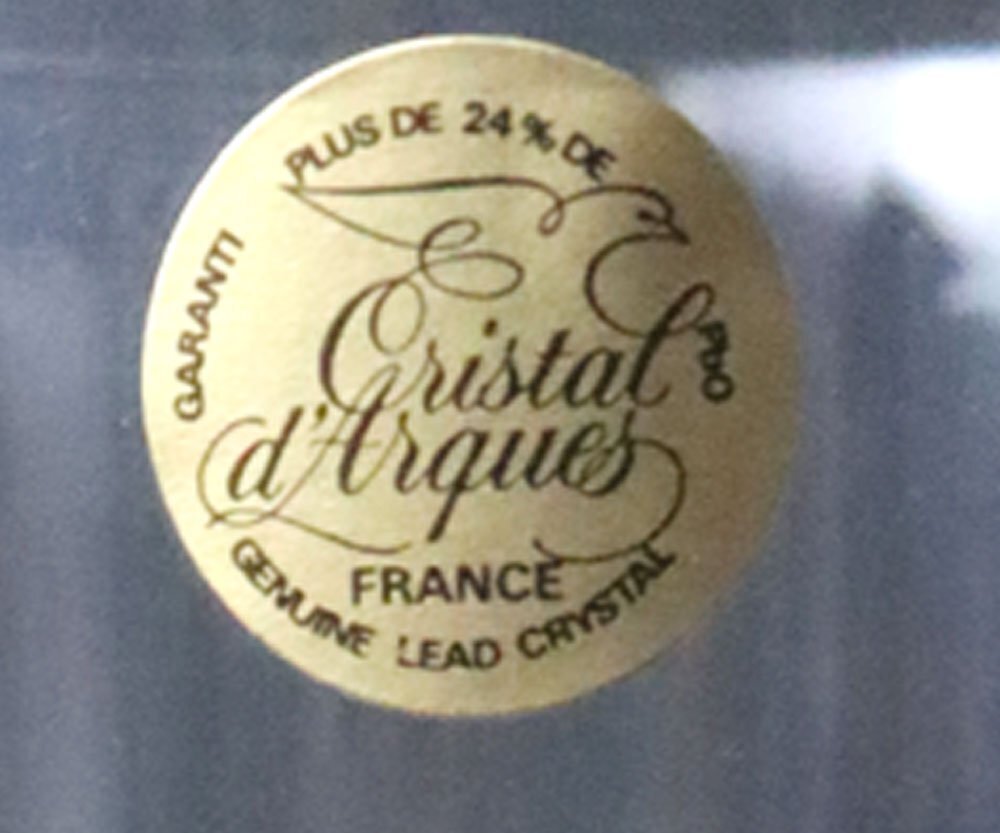 GARANTI PLUS DE 24% DE PbO
Cristal
d'Arques
FRANCE
GENUINE LEAD CRYSTAL